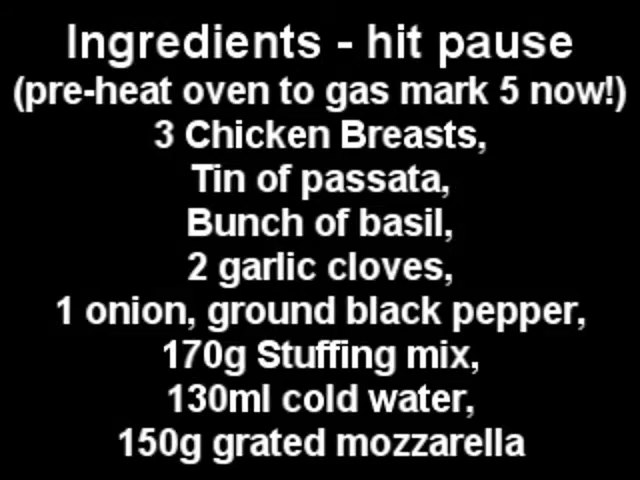 Ingredients - hit pause
(pre-heat oven to gas mark 5 now!)
3 Chicken Breasts,
Tin of passata,
Bunch of basil,
2 garlic cloves,
1 onion, ground black pepper,
170g Stuffing mix,
130ml cold water,
150g grated mozzarella